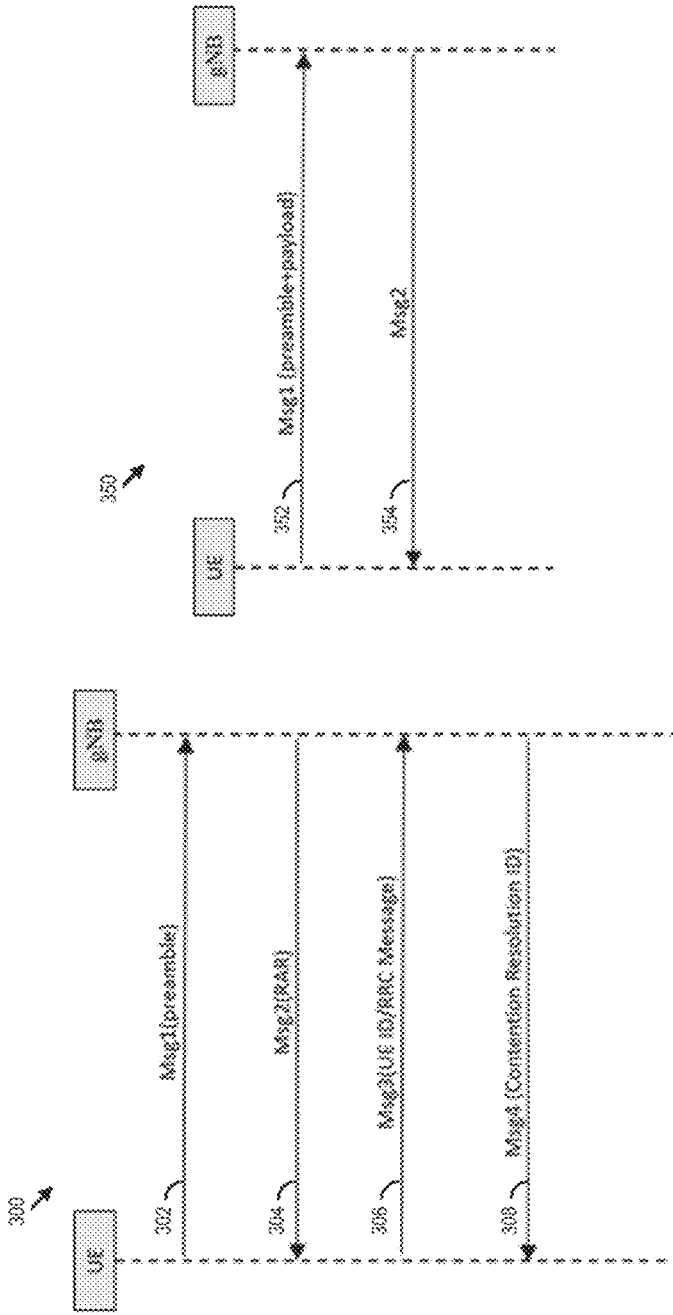 300
UE
gNB
302
Msg1(preamble)
304
Msg2(RAR)
306
Msg3(UE ID/RRC Message)
308
Msg4 (Contention Resolution ID)
350
UE
gNB
352
Msg1 (preamble+payload)
354
Msg2